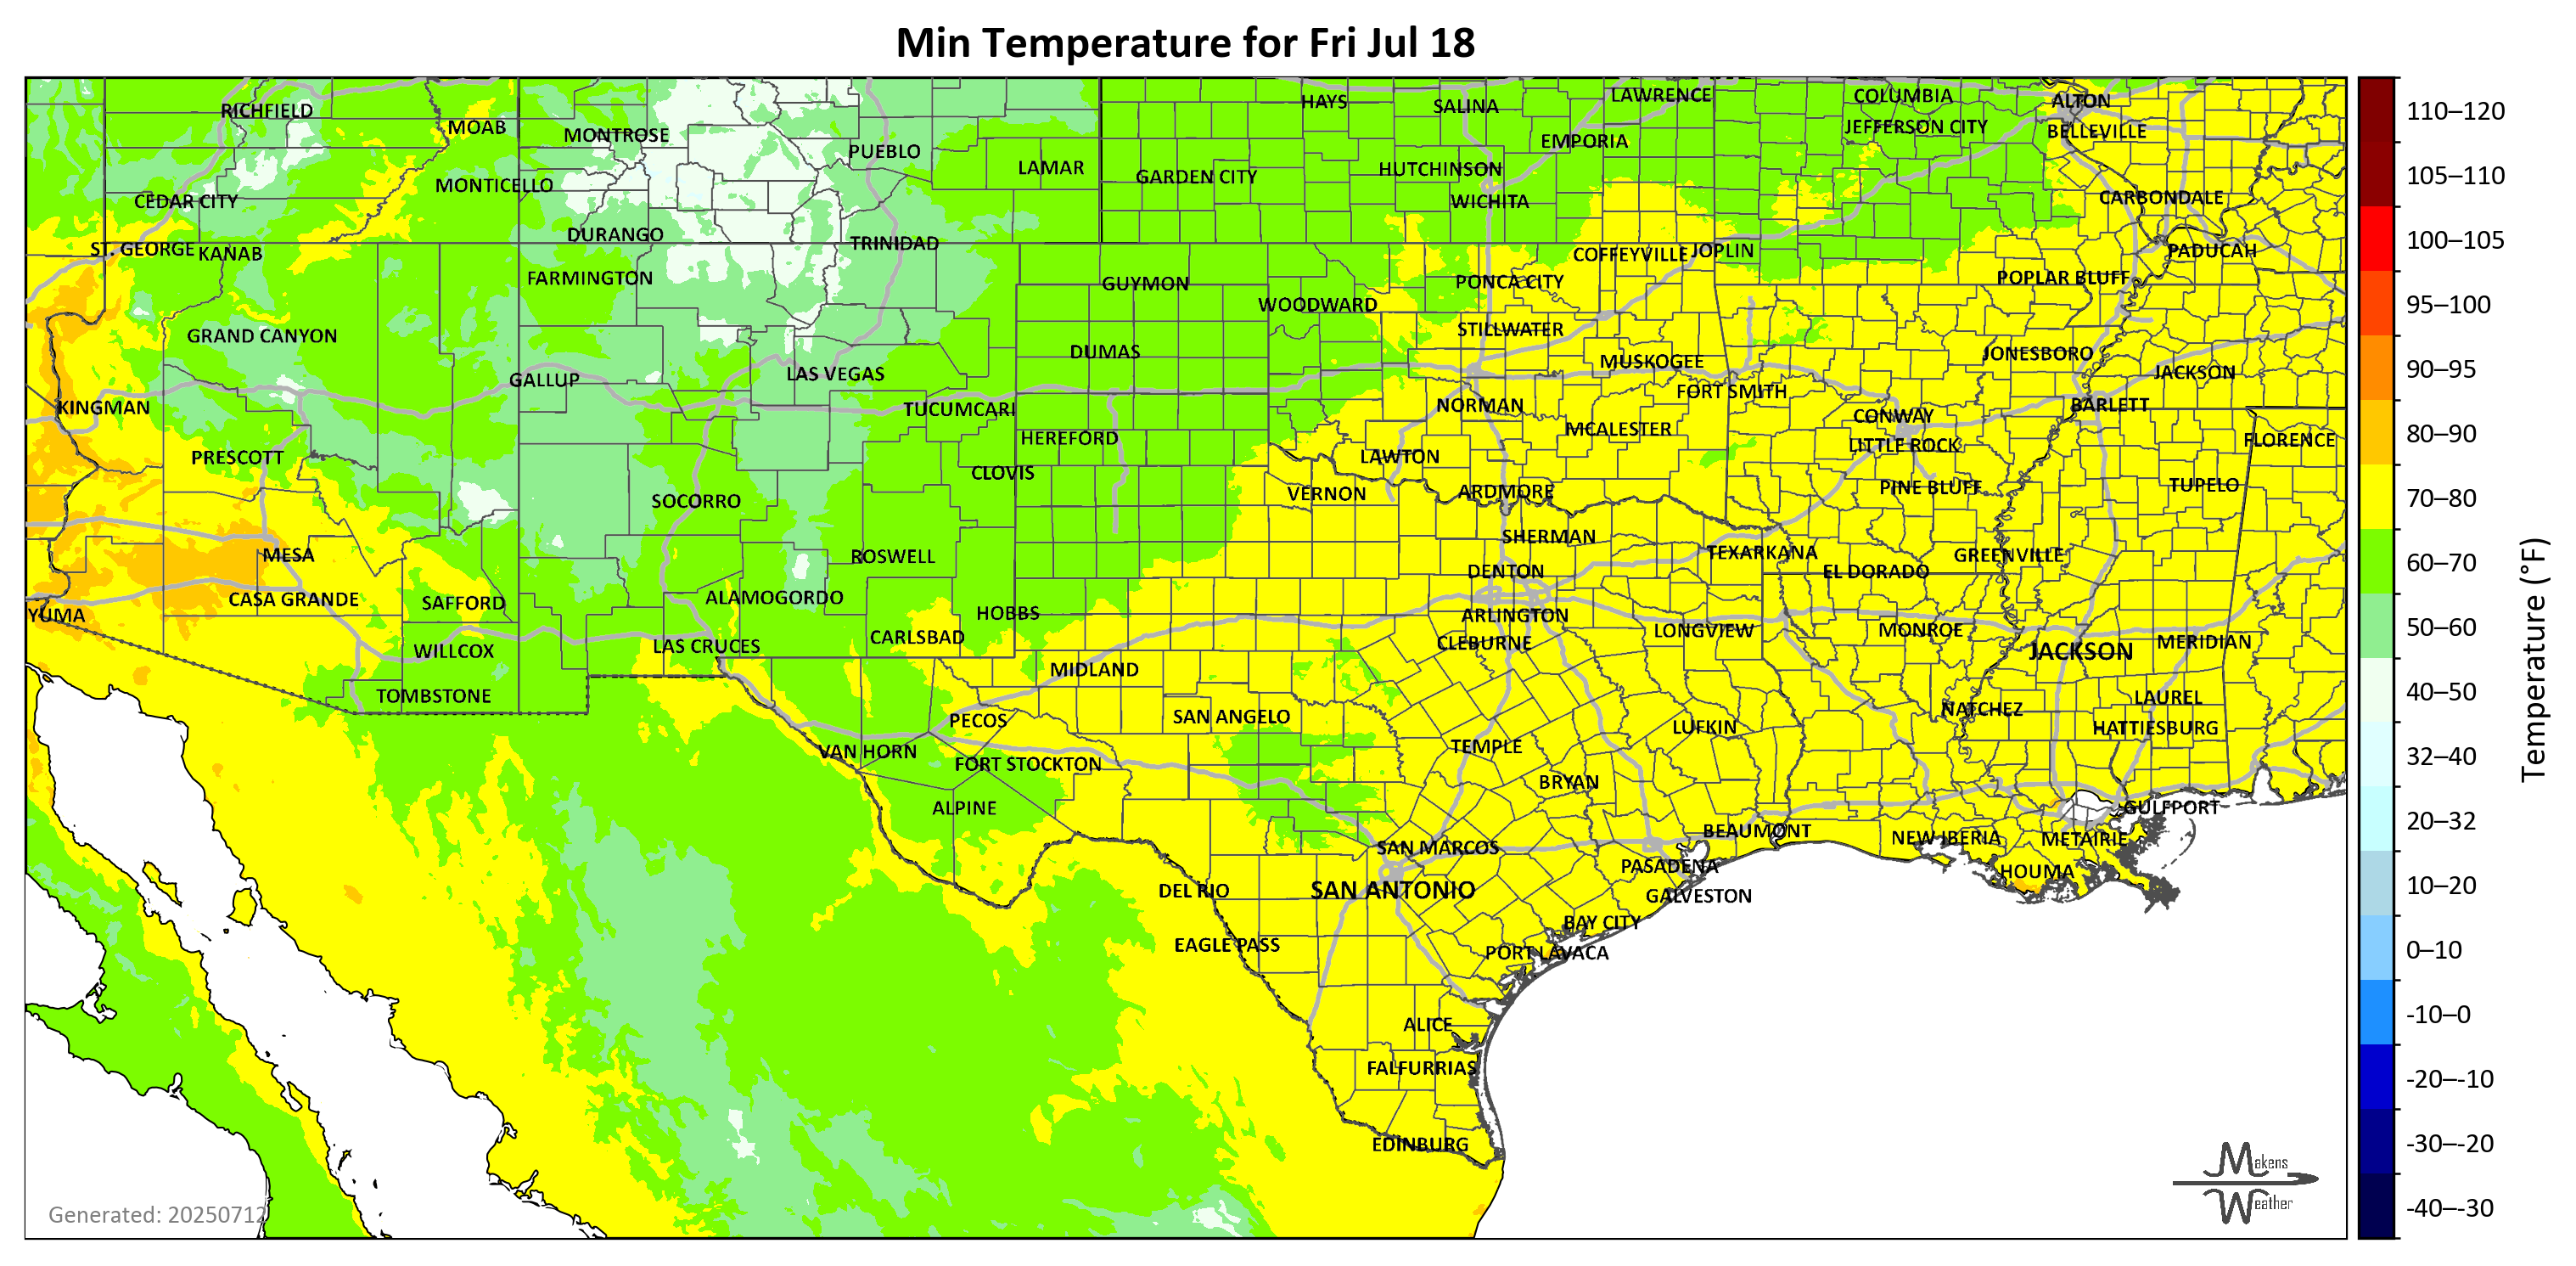 Min Temperature for Fri Jul 18
RICHFIELD
MOAB
MONTROSE
PUEBLO
LAMAR
HAYS
SALINA
LAWRENCE
COLUMBIA
ALTON
EMPORIA
JEFFERSON CITY
BELLEVILLE
CEDAR CITY
MONTICELLO
GARDEN CITY
HUTCHINSON
WICHITA
CARBONDALE
ST. GEORGE
KANAB
DURANGO
TRINIDAD
COFFEYVILLE
JOPLIN
PADUCAH
FARMINGTON
GUYMON
PONCA CITY
POPLAR BLUFF
WOODWARD
GRAND CANYON
STILLWATER
DUMAS
MUSKOGEE
JONESBORO
GALLUP
LAS VEGAS
FORT SMITH
JACKSON
KINGMAN
TUCUMCARI
NORMAN
CONWAY
BARLETT
HEREFORD
MCALESTER
LITTLE ROCK
FLORENCE
PRESCOTT
CLOVIS
LAWTON
SOCORRO
VERNON
ARDMORE
PINE BLUFF
TUPELO
MESA
ROSWELL
SHERMAN
TEXARKANA
GREENVILLE
CASA GRANDE
SAFFORD
ALAMOGORDO
DENTON
EL DORADO
YUMA
HOBBS
ARLINGTON
WILLCOX
LAS CRUCES
CARLSBAD
CLEBURNE
LONGVIEW
MONROE
JACKSON
MERIDIAN
TOMBSTONE
MIDLAND
LAUREL
PECOS
SAN ANGELO
NATCHEZ
VAN HORN
TEMPLE
LUFKIN
HATTIESBURG
FORT STOCKTON
BRYAN
ALPINE
GULFPORT
SAN MARCOS
BEAUMONT
NEW IBERIA
METAIRIE
DEL RIO
SAN ANTONIO
PASADENA
HOUMA
GALVESTON
EAGLE PASS
BAY CITY
PORT LAVACA
ALICE
FALFURRIAS
EDINBURG
Generated: 20250712
Makens
Weather
110–120
105–110
100–105
95–100
90–95
80–90
70–80
60–70
50–60
40–50
32–40
20–32
10–20
0–10
-10–0
-20–-10
-30–-20
-40–-30
Temperature (°F)